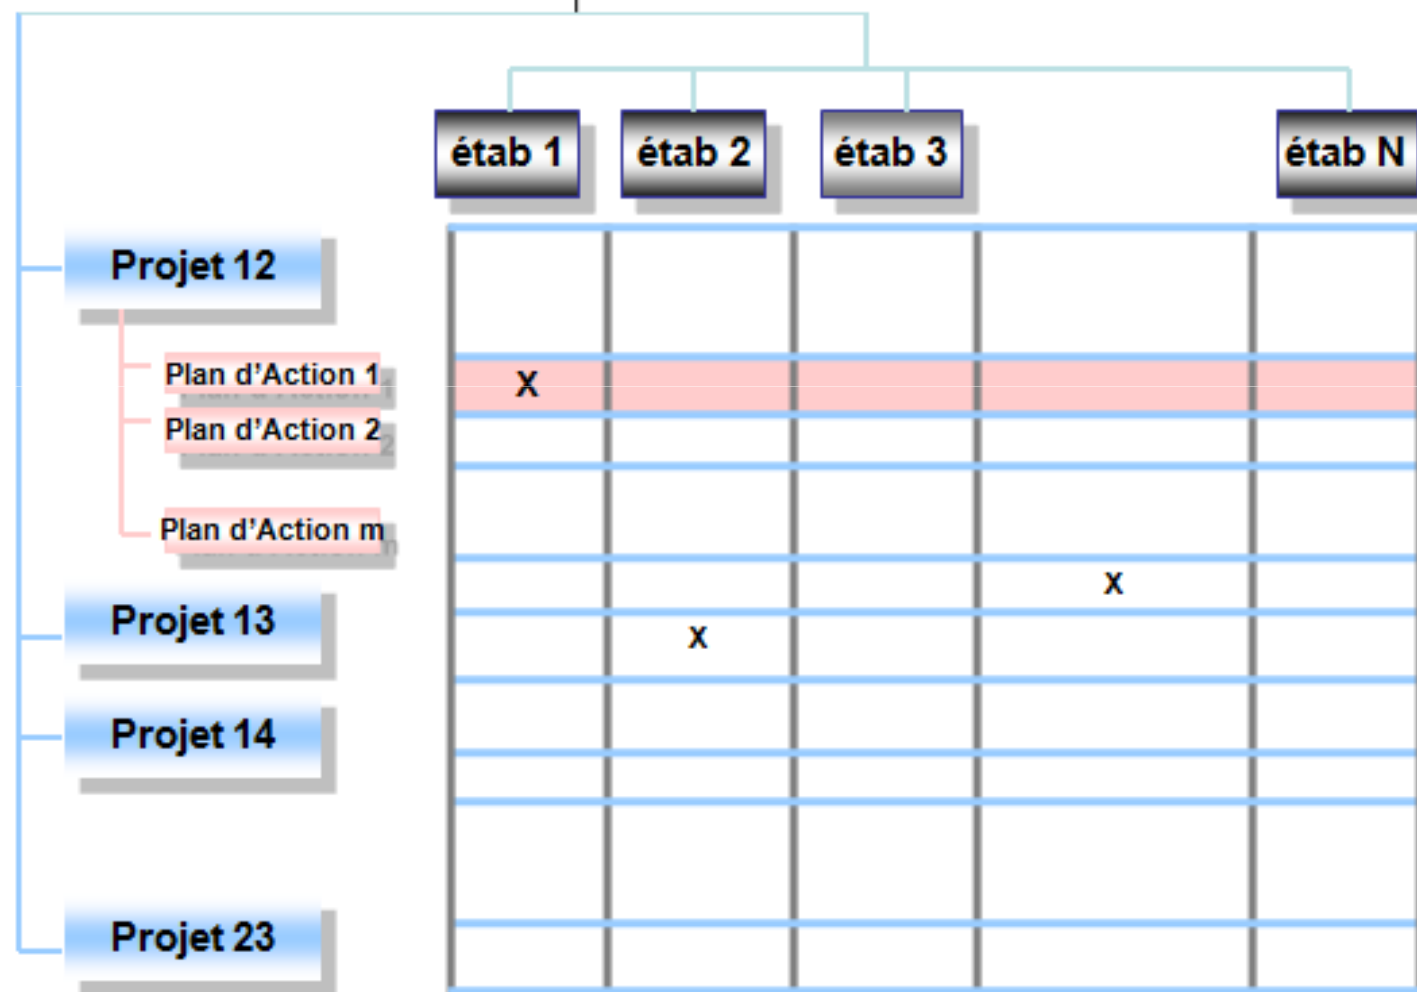 étab 1 étab 2 étab 3 étab N
Projet 12
Plan d’Action 1 X
Plan d’Action 2
Plan d’Action m
X
Projet 13 X
Projet 14
Projet 23